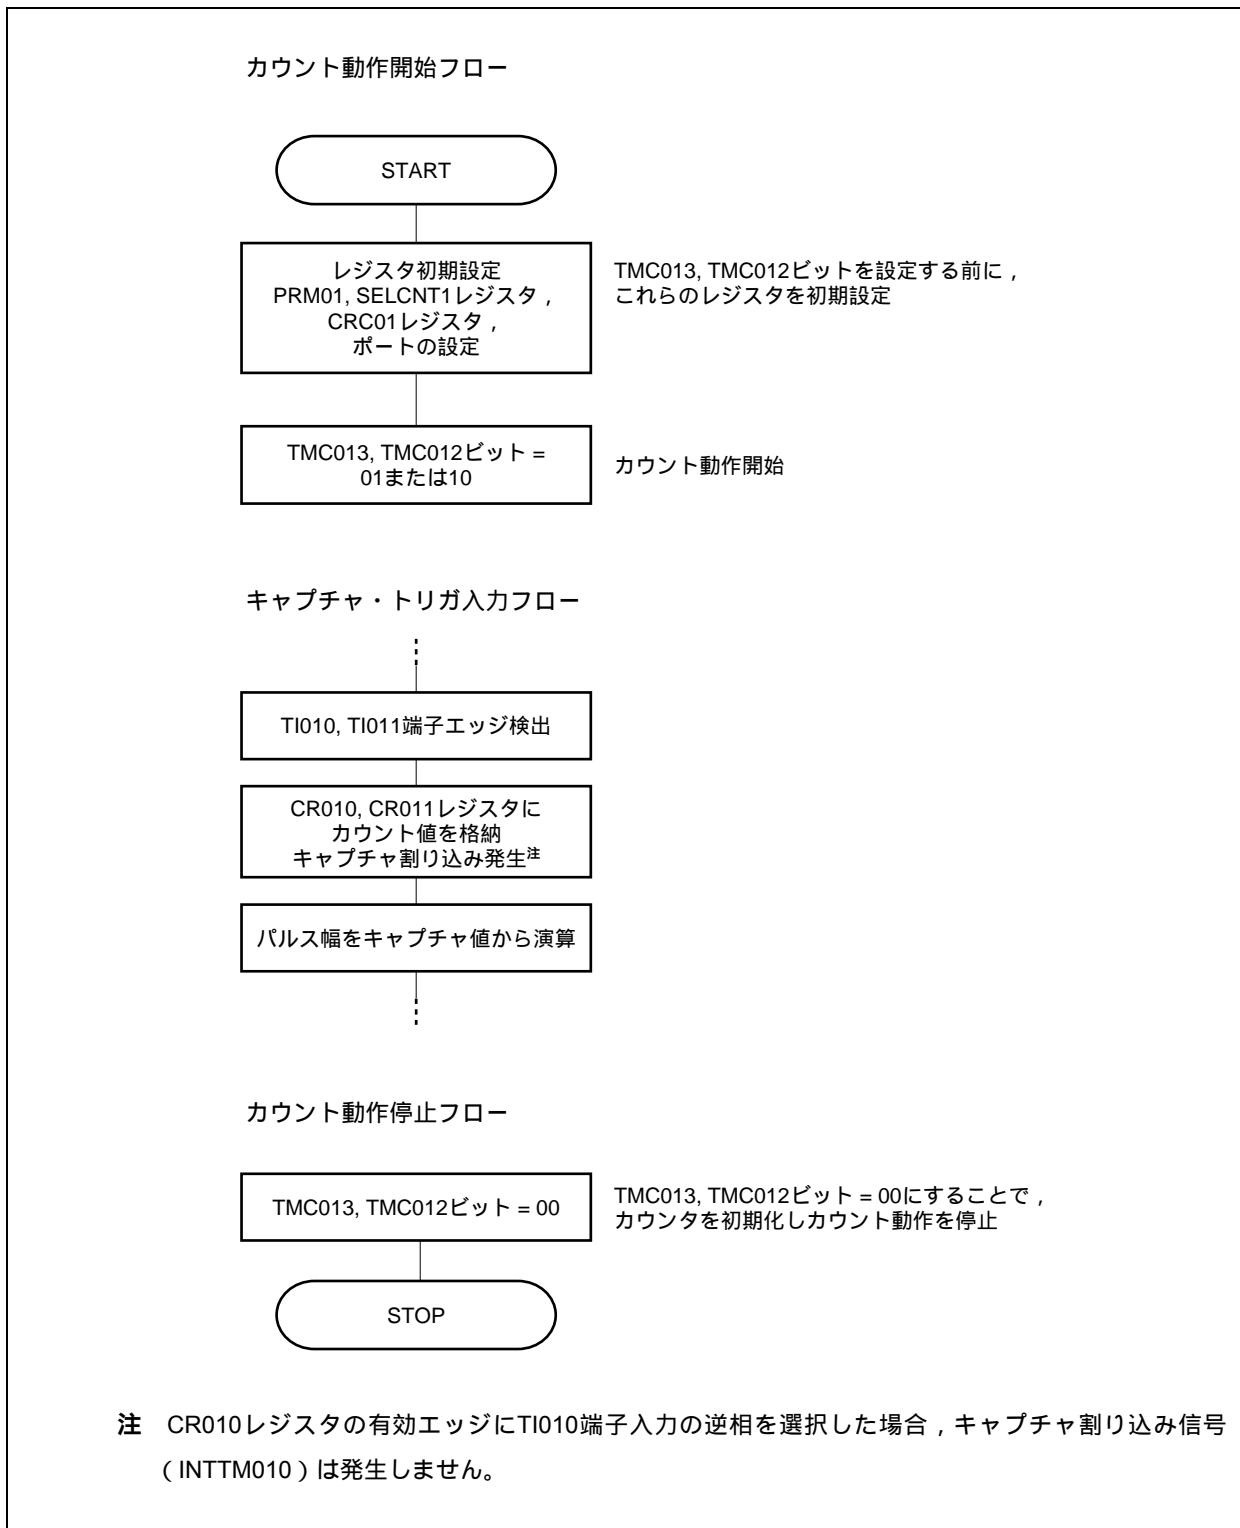 カウント動作開始フロー
START
レジスタ初期設定
PRM01, SELCNT1レジスタ，
CRC01レジスタ，
ポートの設定
TMC013, TMC012ビットを設定する前に，
これらのレジスタを初期設定
TMC013, TMC012ビット =
01または10
カウント動作開始
キャプチャ・トリガ入力フロー
TI010, TI011端子エッジ検出
CR010, CR011レジスタに
カウント値を格納
キャプチャ割り込み発生注
パルス幅をキャプチャ値から演算
カウント動作停止フロー
TMC013, TMC012ビット = 00
TMC013, TMC012ビット = 00にすることで，
カウンタを初期化しカウント動作を停止
STOP
注　CR010レジスタの有効エッジにTI010端子入力の逆相を選択した場合，キャプチャ割り込み信号
（INTTM010）は発生しません。